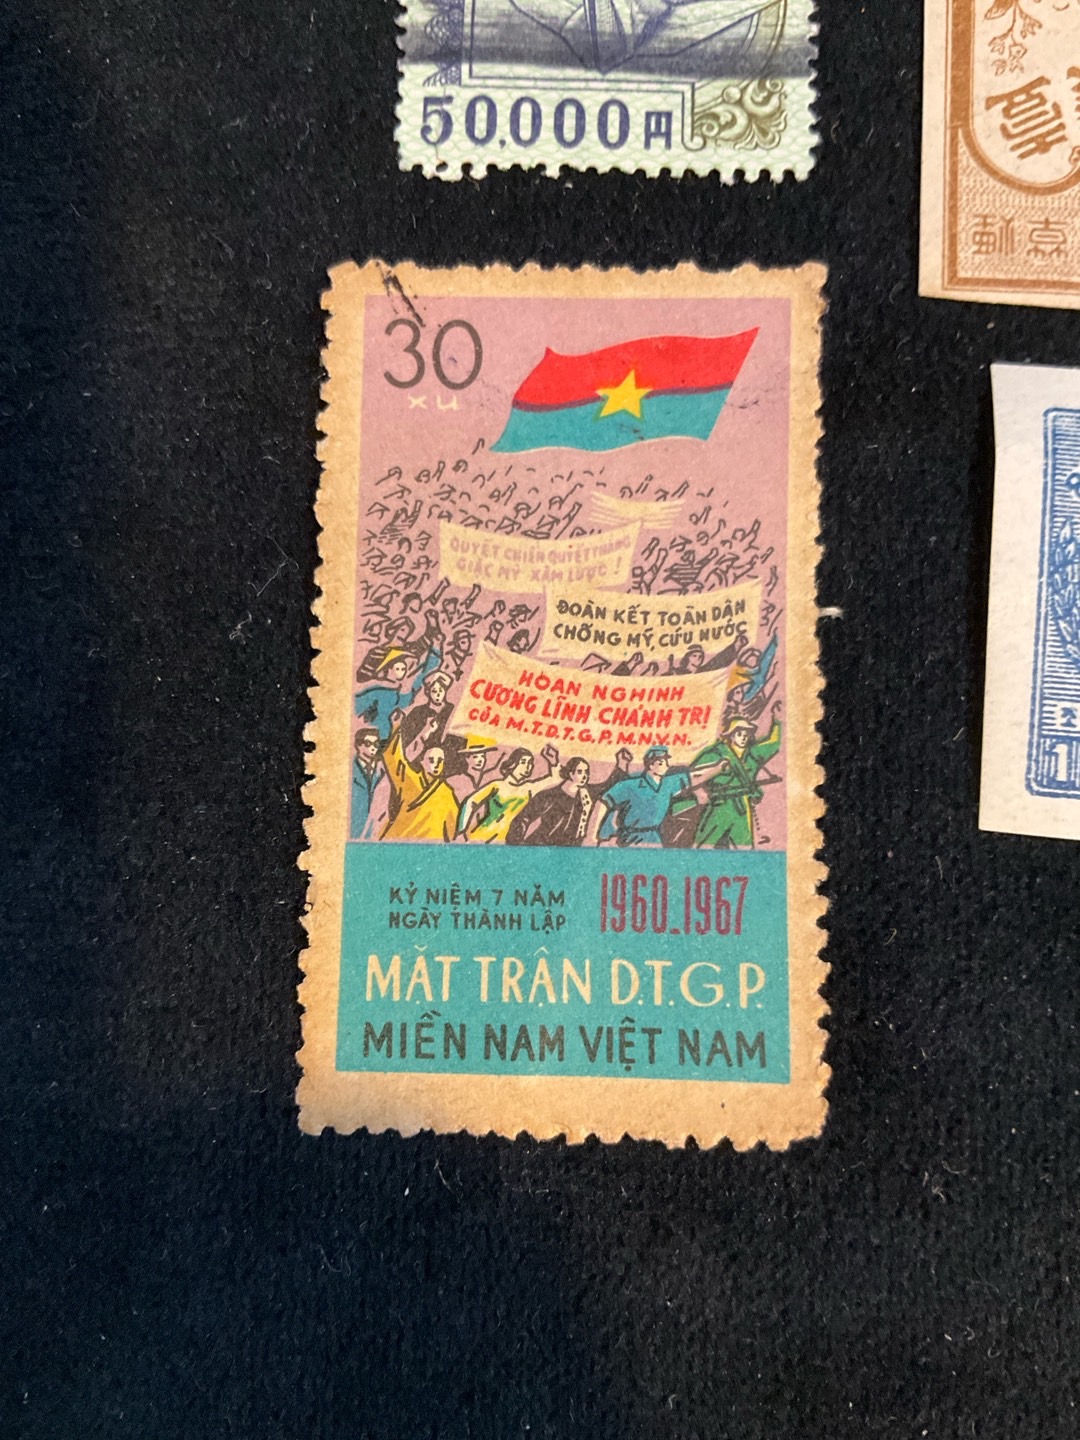 50,000円
30
xu
QUYẾT CHIẾN QUYẾT THẮNG
GIẶC MỸ XÂM LƯỢC!
ĐOÀN KẾT TOÀN DÂN
CHỐNG MỸ, CỨU NƯỚC
HOAN NGHINH
CƯƠNG LĨNH CHÁNH TRỊ
CỦA M.T.D.T.G.P.M.N.V.N.
KỶ NIỆM 7 NĂM
NGÀY THÀNH LẬP
1960_1967
MẶT TRẬN D.T.G.P.
MIỀN NAM VIỆT NAM